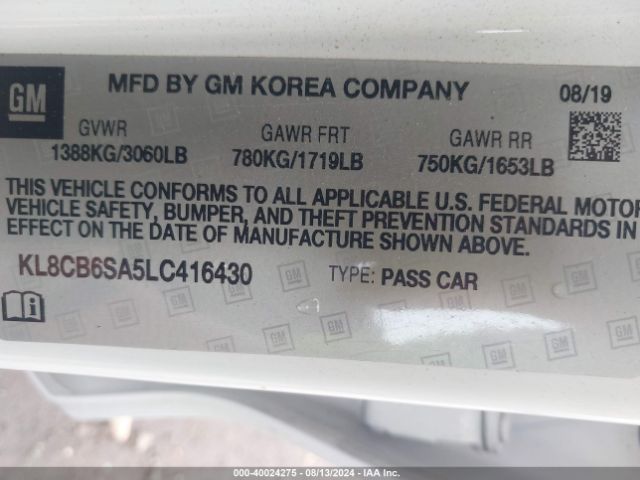 GM
MFD BY GM KOREA COMPANY
08/19
GVWR
GAWR FRT
GAWR RR
1388KG/3060LB
780KG/1719LB
750KG/1653LB
THIS VEHICLE CONFORMS TO ALL APPLICABLE U.S. FEDERAL MOTOR
VEHICLE SAFETY, BUMPER, AND THEFT PREVENTION STANDARDS IN
EFFECT ON THE DATE OF MANUFACTURE SHOWN ABOVE.
KL8CB6SA5LC416430
TYPE: PASS CAR
000-40024275 - 08/13/2024 - IAA Inc.